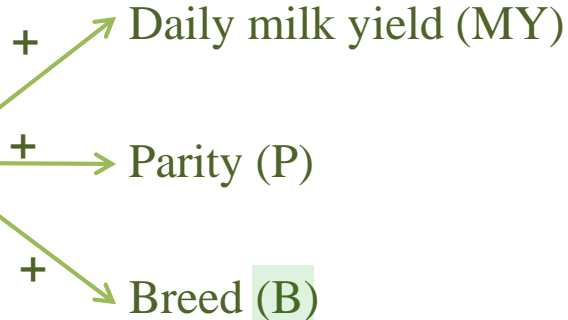 + Daily milk yield (MY)
+ Parity (P)
+ Breed (B)